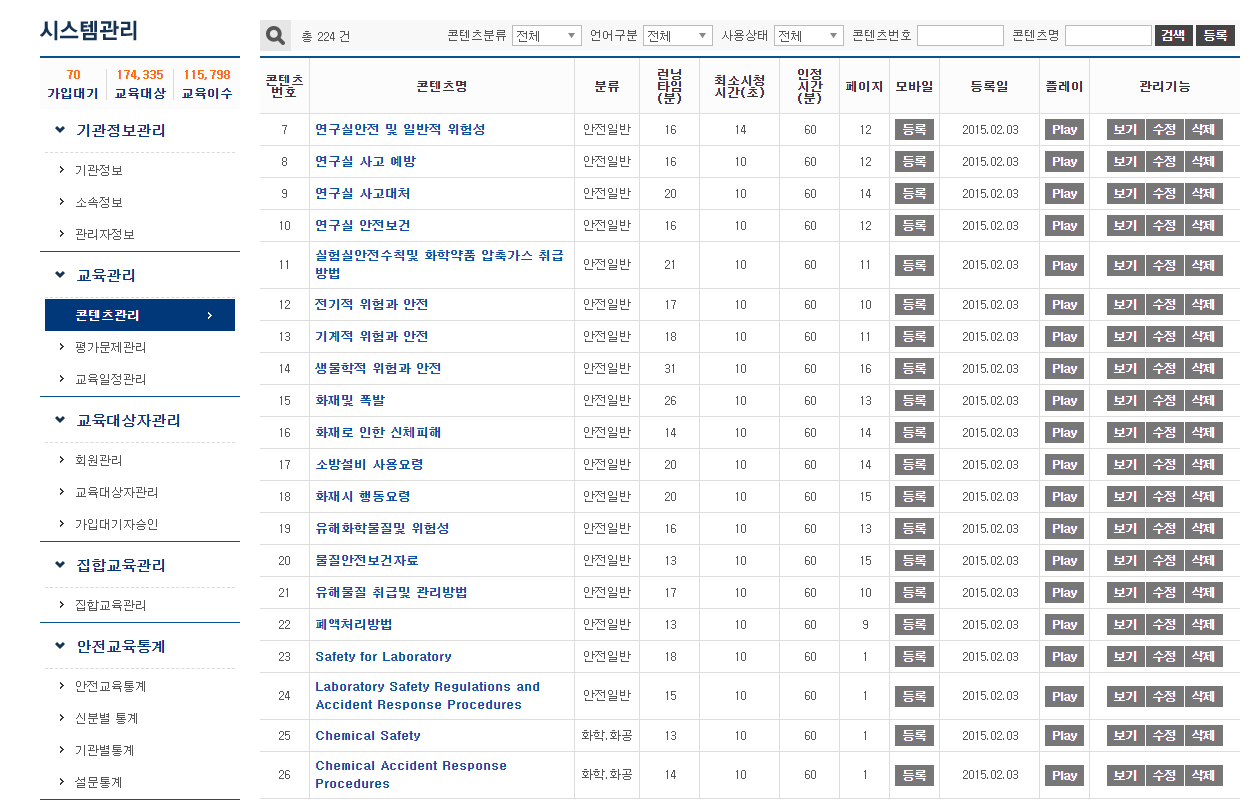 시스템관리
70 174,335 115,798
가입대기 교육대상 교육이수
기관정보관리
기관정보
소속정보
관리자정보
교육관리
콘텐츠관리
평가문제관리
교육일정관리
교육대상자관리
회원관리
교육대상자관리
가입대기자승인
집합교육관리
집합교육관리
안전교육통계
안전교육통계
신분별 통계
기관별통계
설문통계
총 224 건 콘텐츠분류 전체 언어구분 전체 사용상태 전체 콘텐츠번호 콘텐츠명 검색 등록
콘텐츠 번호 콘텐츠명 분류 런닝 타임 (분) 최소시청 시간(초) 인정 시간 (분) 페이지 모바일 등록일 플레이 관리기능
7 연구실안전 및 일반적 위험성 안전일반 16 14 60 12 등록 2015.02.03 Play 보기 수정 삭제
8 연구실 사고 예방 안전일반 16 10 60 12 등록 2015.02.03 Play 보기 수정 삭제
9 연구실 사고대처 안전일반 20 10 60 14 등록 2015.02.03 Play 보기 수정 삭제
10 연구실 안전보건 안전일반 16 10 60 12 등록 2015.02.03 Play 보기 수정 삭제
11 실험실안전수칙및 화학약품 압축가스 취급
방법 안전일반 21 10 60 11 등록 2015.02.03 Play 보기 수정 삭제
12 전기적 위험과 안전 안전일반 17 10 60 10 등록 2015.02.03 Play 보기 수정 삭제
13 기계적 위험과 안전 안전일반 18 10 60 11 등록 2015.02.03 Play 보기 수정 삭제
14 생물학적 위험과 안전 안전일반 31 10 60 16 등록 2015.02.03 Play 보기 수정 삭제
15 화재및 폭발 안전일반 26 10 60 13 등록 2015.02.03 Play 보기 수정 삭제
16 화재로 인한 신체피해 안전일반 14 10 60 14 등록 2015.02.03 Play 보기 수정 삭제
17 소방설비 사용요령 안전일반 20 10 60 14 등록 2015.02.03 Play 보기 수정 삭제
18 화재시 행동요령 안전일반 20 10 60 15 등록 2015.02.03 Play 보기 수정 삭제
19 유해화학물질및 위험성 안전일반 16 10 60 13 등록 2015.02.03 Play 보기 수정 삭제
20 물질안전보건자료 안전일반 13 10 60 15 등록 2015.02.03 Play 보기 수정 삭제
21 유해물질 취급및 관리방법 안전일반 17 10 60 10 등록 2015.02.03 Play 보기 수정 삭제
22 폐액처리방법 안전일반 13 10 60 9 등록 2015.02.03 Play 보기 수정 삭제
23 Safety for Laboratory 안전일반 18 10 60 1 등록 2015.02.03 Play 보기 수정 삭제
24 Laboratory Safety Regulations and
Accident Response Procedures 안전일반 15 10 60 1 등록 2015.02.03 Play 보기 수정 삭제
25 Chemical Safety 화학,화공 13 10 60 1 등록 2015.02.03 Play 보기 수정 삭제
26 Chemical Accident Response
Procedures 화학,화공 14 10 60 1 등록 2015.02.03 Play 보기 수정 삭제